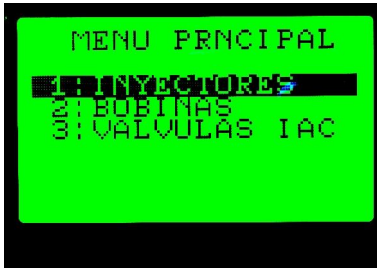 MENU PRNCIPAL
1:INYECTORES
2:BOBINAS
3:VALVULAS IAC